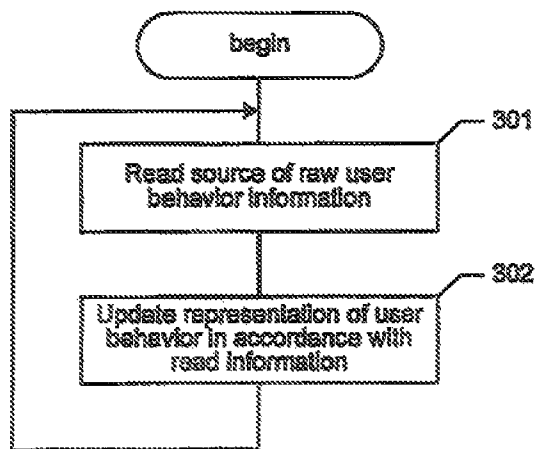 begin
301
Read source of raw user
behavior information
302
Update representation of user
behavior in accordance with
read information